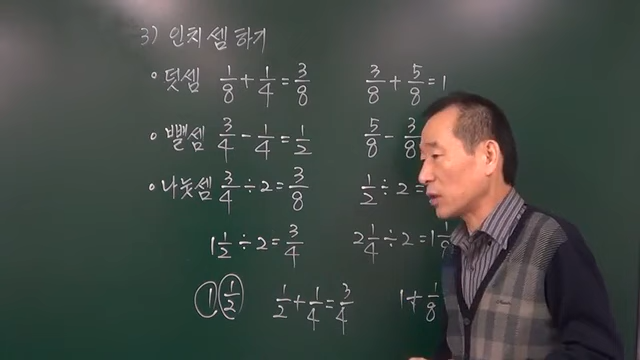 3) 인치 셈 하기
• 덧셈 1/8 + 1/4 = 3/8 3/8 + 5/8 = 1
• 뺄셈 3/4 - 1/4 = 1/2 5/8 - 3/8
• 나눗셈 3/4 ÷ 2 = 3/8 1/2 ÷ 2 =
1 1/2 ÷ 2 = 3/4 2 1/4 ÷ 2 = 1 1/8
1 1/2 1/2 + 1/4 = 3/4 1 + 1/8